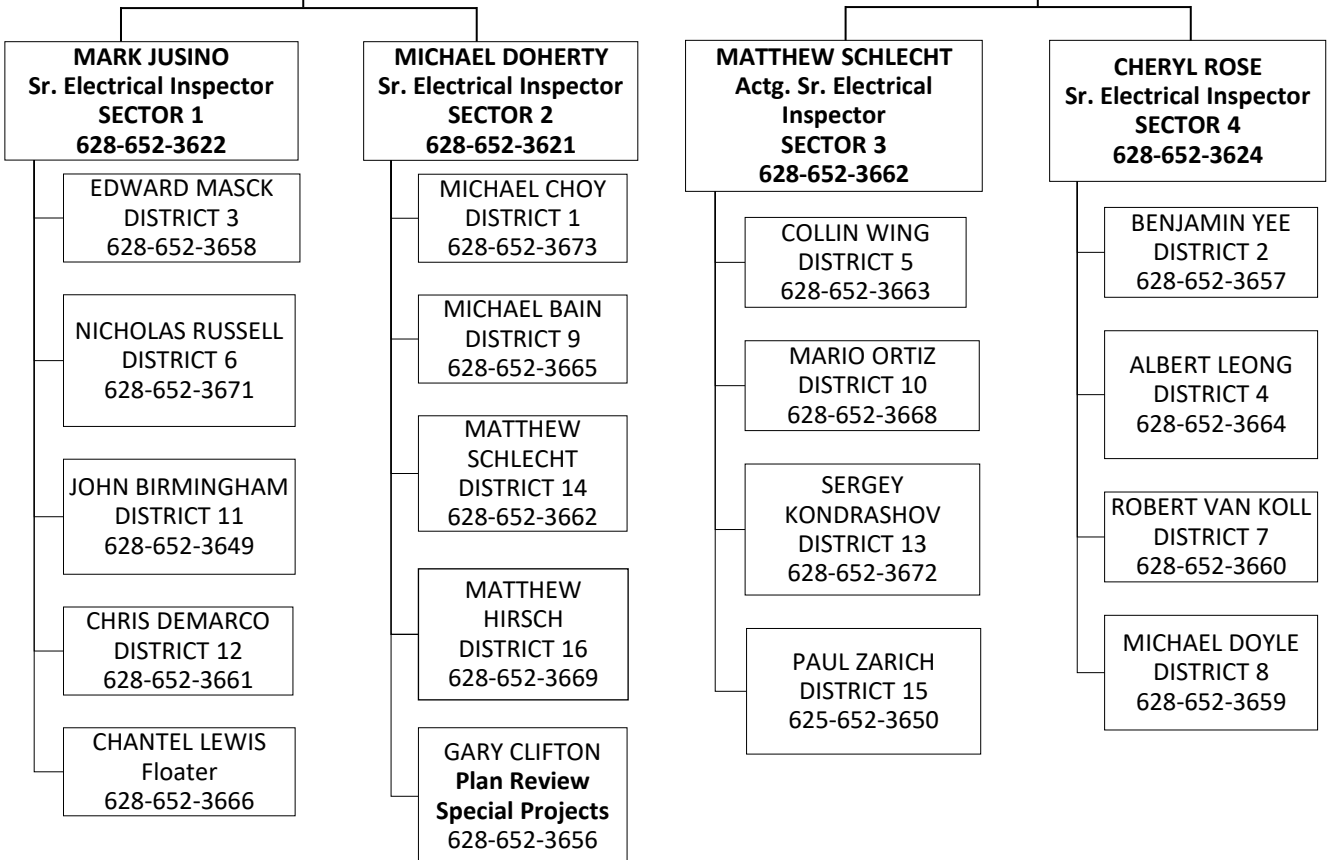 MARK JUSINO
Sr. Electrical Inspector
SECTOR 1
628-652-3622
EDWARD MASCK
DISTRICT 3
628-652-3658
NICHOLAS RUSSELL
DISTRICT 6
628-652-3671
JOHN BIRMINGHAM
DISTRICT 11
628-652-3649
CHRIS DEMARCO
DISTRICT 12
628-652-3661
CHANTEL LEWIS
Floater
628-652-3666
MICHAEL DOHERTY
Sr. Electrical Inspector
SECTOR 2
628-652-3621
MICHAEL CHOY
DISTRICT 1
628-652-3673
MICHAEL BAIN
DISTRICT 9
628-652-3665
MATTHEW
SCHLECHT
DISTRICT 14
628-652-3662
MATTHEW
HIRSCH
DISTRICT 16
628-652-3669
GARY CLIFTON
Plan Review
Special Projects
628-652-3656
MATTHEW SCHLECHT
Actg. Sr. Electrical
Inspector
SECTOR 3
628-652-3662
COLLIN WING
DISTRICT 5
628-652-3663
MARIO ORTIZ
DISTRICT 10
628-652-3668
SERGEY
KONDRASHOV
DISTRICT 13
628-652-3672
PAUL ZARICH
DISTRICT 15
625-652-3650
CHERYL ROSE
Sr. Electrical Inspector
SECTOR 4
628-652-3624
BENJAMIN YEE
DISTRICT 2
628-652-3657
ALBERT LEONG
DISTRICT 4
628-652-3664
ROBERT VAN KOLL
DISTRICT 7
628-652-3660
MICHAEL DOYLE
DISTRICT 8
628-652-3659